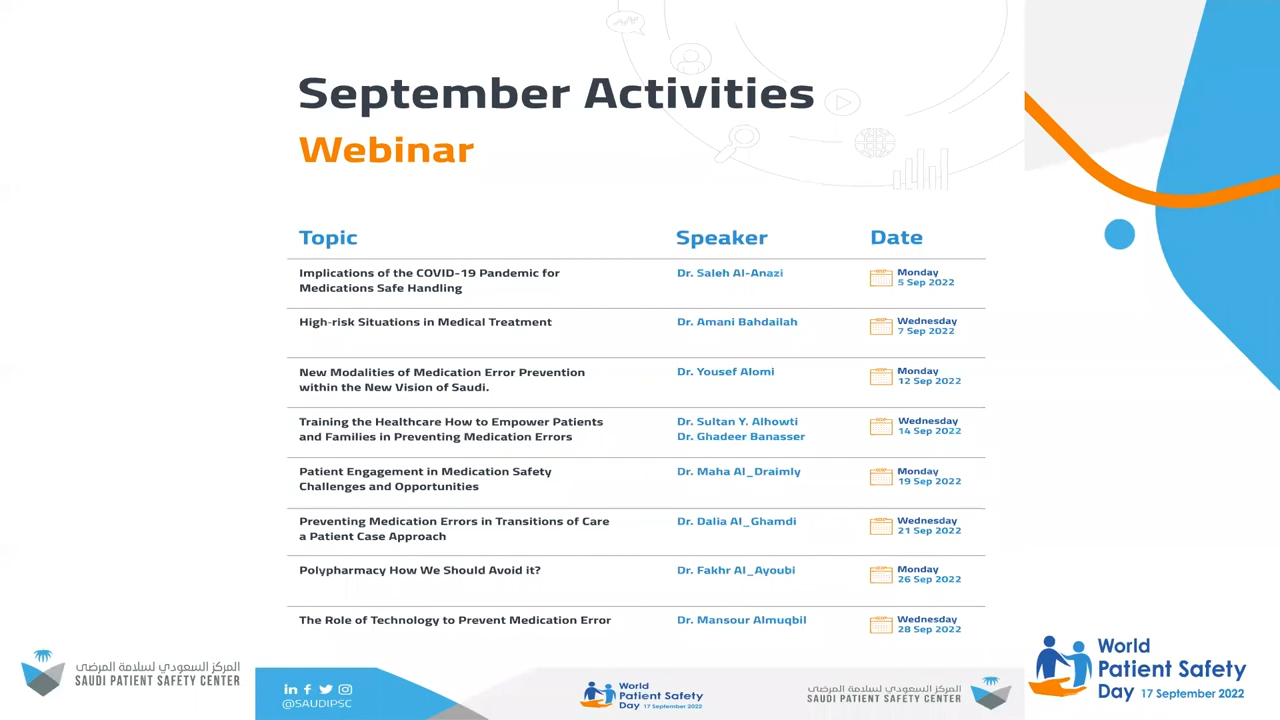 September Activities
Webinar
Topic Speaker Date
Implications of the COVID-19 Pandemic for
Medications Safe Handling
Dr. Saleh Al-Anazi
Monday
5 Sep 2022
High-risk Situations in Medical Treatment
Dr. Amani Bahdailah
Wednesday
7 Sep 2022
New Modalities of Medication Error Prevention
within the New Vision of Saudi.
Dr. Yousef Alomi
Monday
12 Sep 2022
Training the Healthcare How to Empower Patients
and Families in Preventing Medication Errors
Dr. Sultan Y. Alhowti
Dr. Ghadeer Banasser
Wednesday
14 Sep 2022
Patient Engagement in Medication Safety
Challenges and Opportunities
Dr. Maha Al_Draimly
Monday
19 Sep 2022
Preventing Medication Errors in Transitions of Care
a Patient Case Approach
Dr. Dalia Al_Ghamdi
Wednesday
21 Sep 2022
Polypharmacy How We Should Avoid it?
Dr. Fakhr Al_Ayoubi
Monday
26 Sep 2022
The Role of Technology to Prevent Medication Error
Dr. Mansour Almuqbil
Wednesday
28 Sep 2022
المركز السعودي لسلامة المرضى
SAUDI PATIENT SAFETY CENTER
@SAUDIPSC
World
Patient Safety
Day 17 September 2022
المركز السعودي لسلامة المرضى
SAUDI PATIENT SAFETY CENTER
World
Patient Safety
Day 17 September 2022